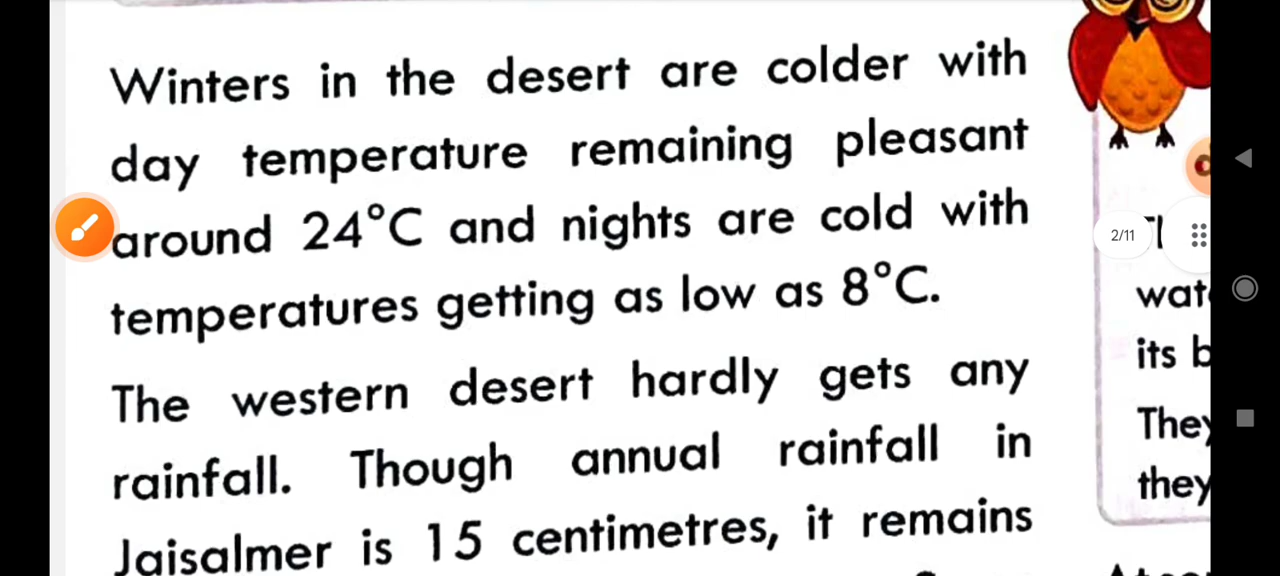 Winters in the desert are colder with
day temperature remaining pleasant
around 24°C and nights are cold with
temperatures getting as low as 8°C.
The western desert hardly gets any
rainfall. Though annual rainfall in
Jaisalmer is 15 centimetres, it remains
2/11
its b
They
they